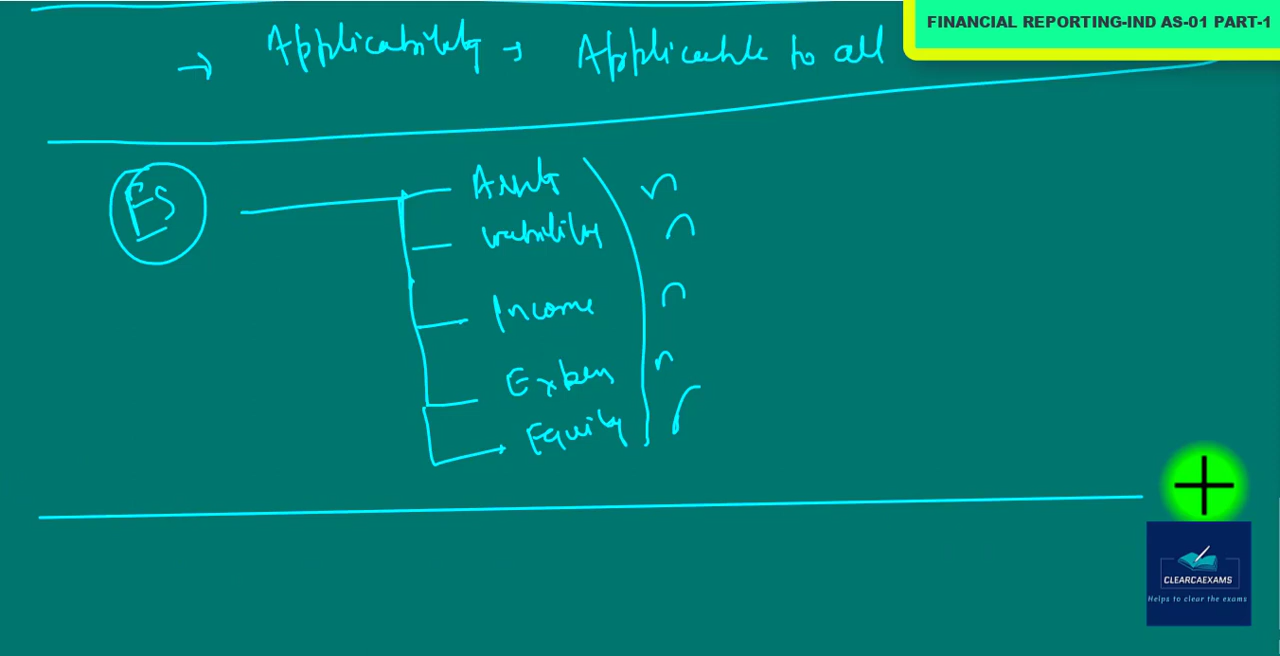 FINANCIAL REPORTING-IND AS-01 PART-1
→ Applicability → Applicable to all
FS
Assets
Liability
Income
Expen
Equity
CLEARCAEXAMS
Helps to clear the exams